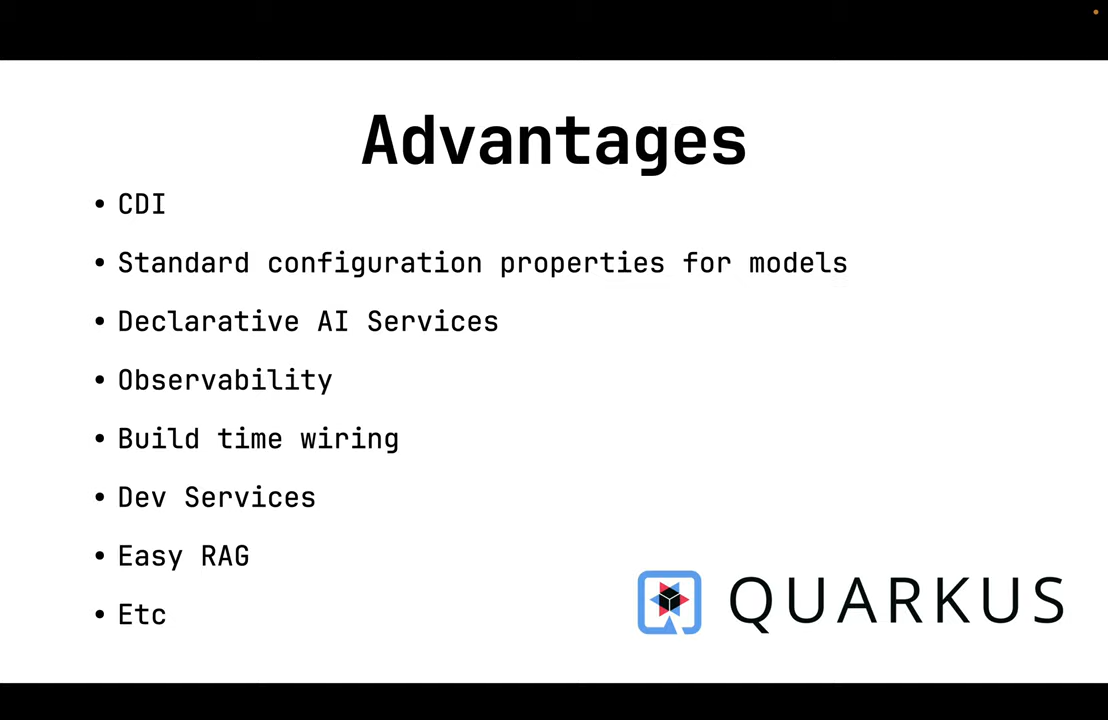 Advantages
• CDI
• Standard configuration properties for models
• Declarative AI Services
• Observability
• Build time wiring
• Dev Services
• Easy RAG
• Etc
QUARKUS